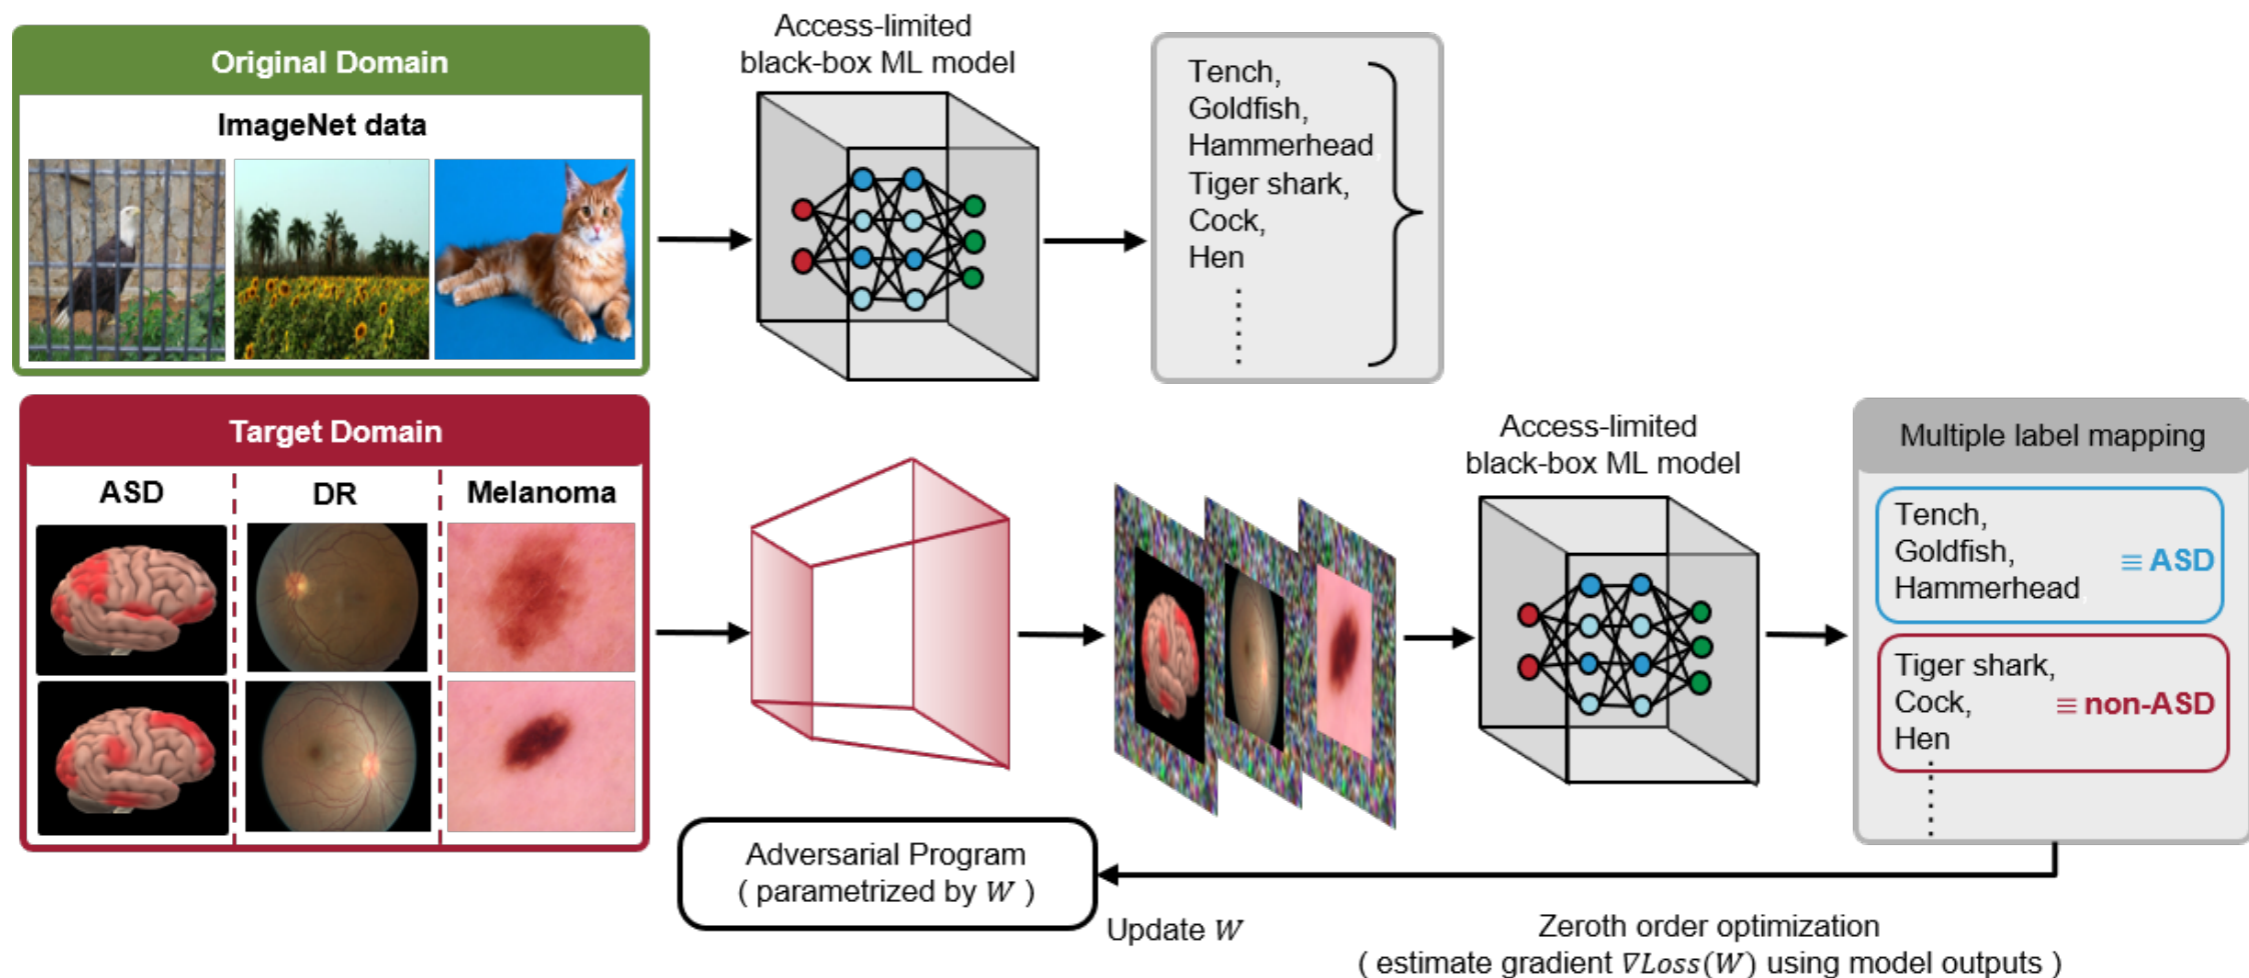 Original Domain
ImageNet data
Access-limited
black-box ML model
Tench,
Goldfish,
Hammerhead,
Tiger shark,
Cock,
Hen
Target Domain
ASD
DR
Melanoma
Access-limited
black-box ML model
Multiple label mapping
Tench,
Goldfish,
Hammerhead,
≡ ASD
Tiger shark,
Cock,
Hen
≡ non-ASD
Adversarial Program
( parametrized by W )
Update W
Zeroth order optimization
( estimate gradient ∇Loss(W) using model outputs )